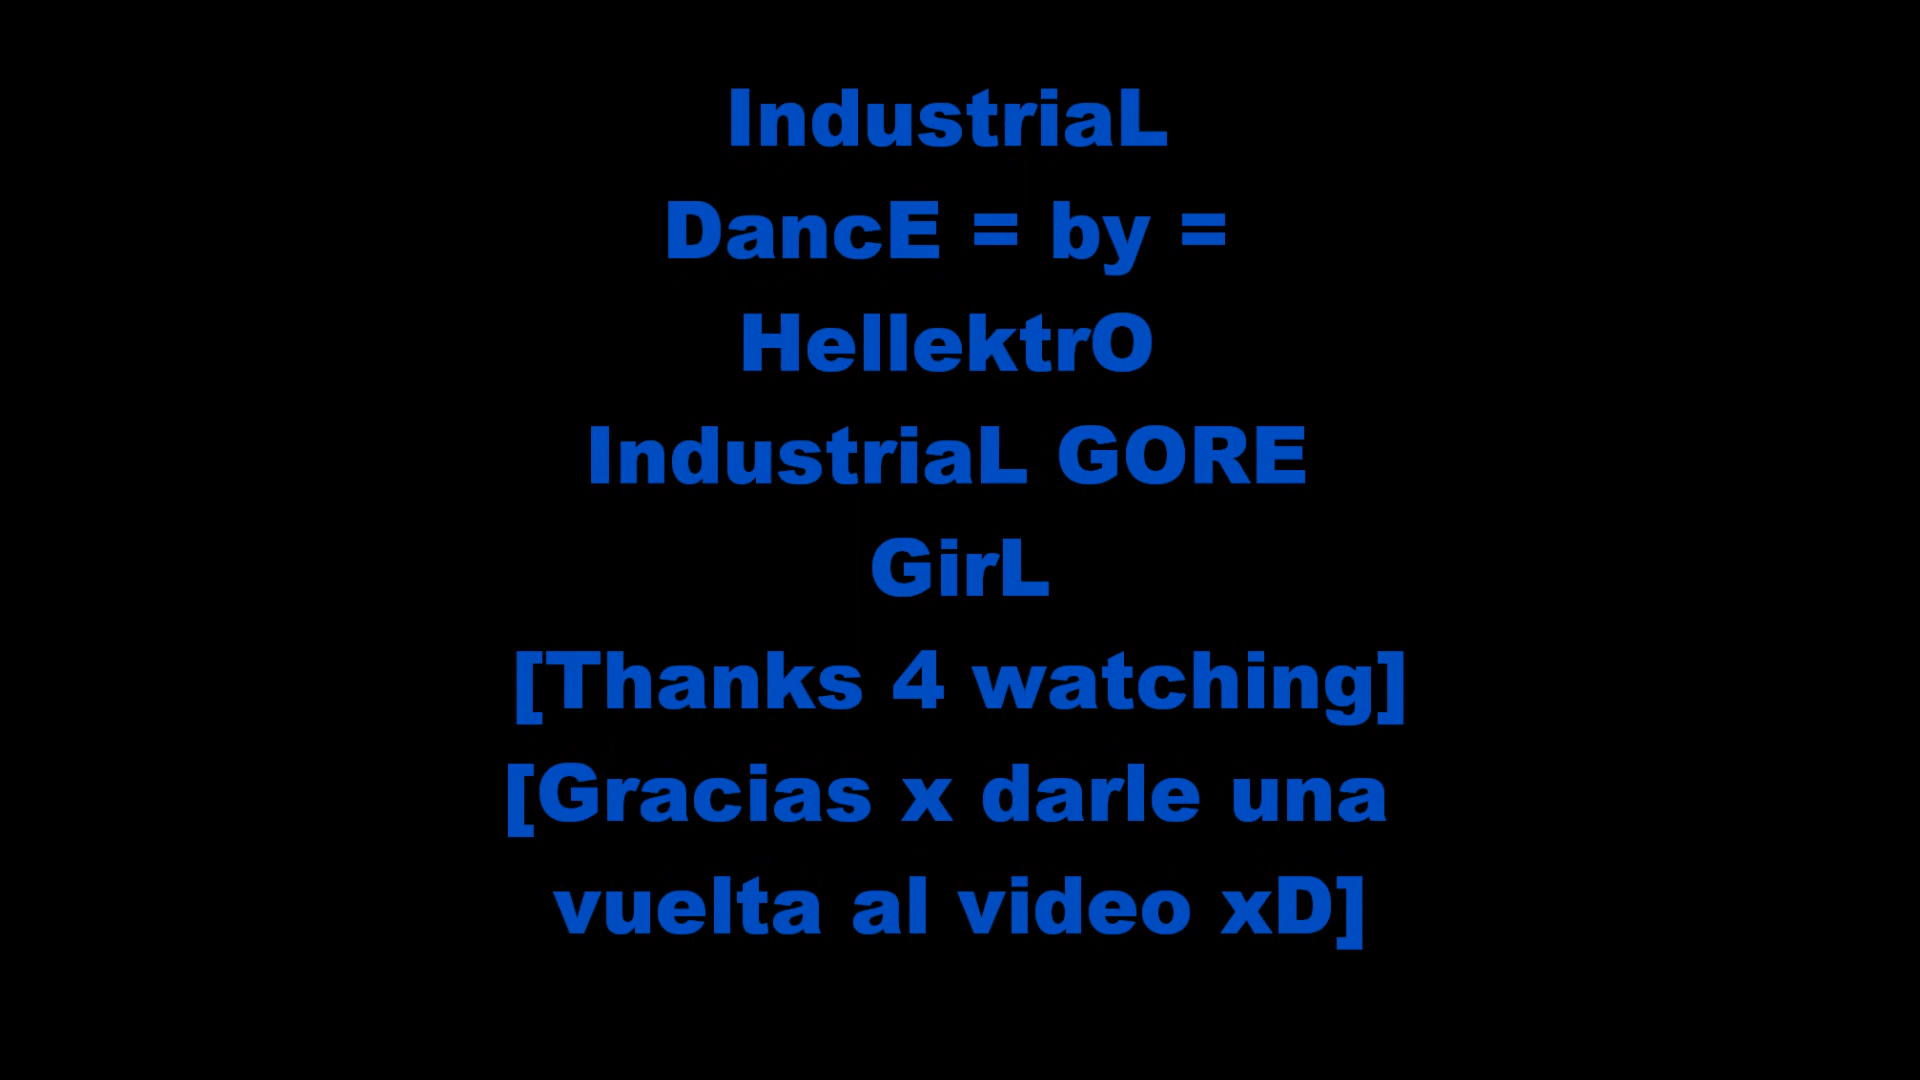 IndustriaL
DancE = by =
HellektrO
IndustriaL GORE
GirL
[Thanks 4 watching]
[Gracias x darle una
vuelta al video xD]